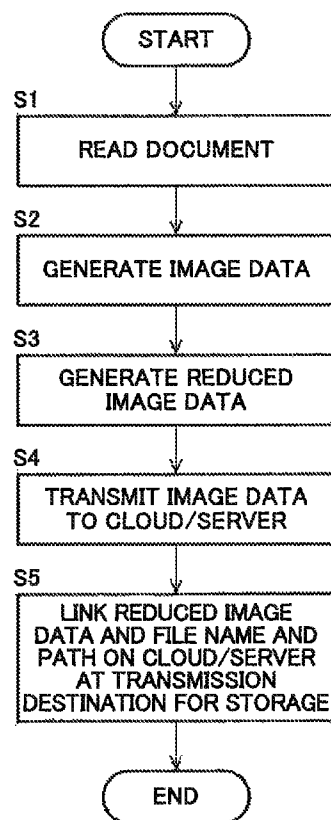 START
S1
READ DOCUMENT
S2
GENERATE IMAGE DATA
S3
GENERATE REDUCED
IMAGE DATA
S4
TRANSMIT IMAGE DATA
TO CLOUD/SERVER
S5
LINK REDUCED IMAGE
DATA AND FILE NAME AND
PATH ON CLOUD/SERVER
AT TRANSMISSION
DESTINATION FOR STORAGE
END